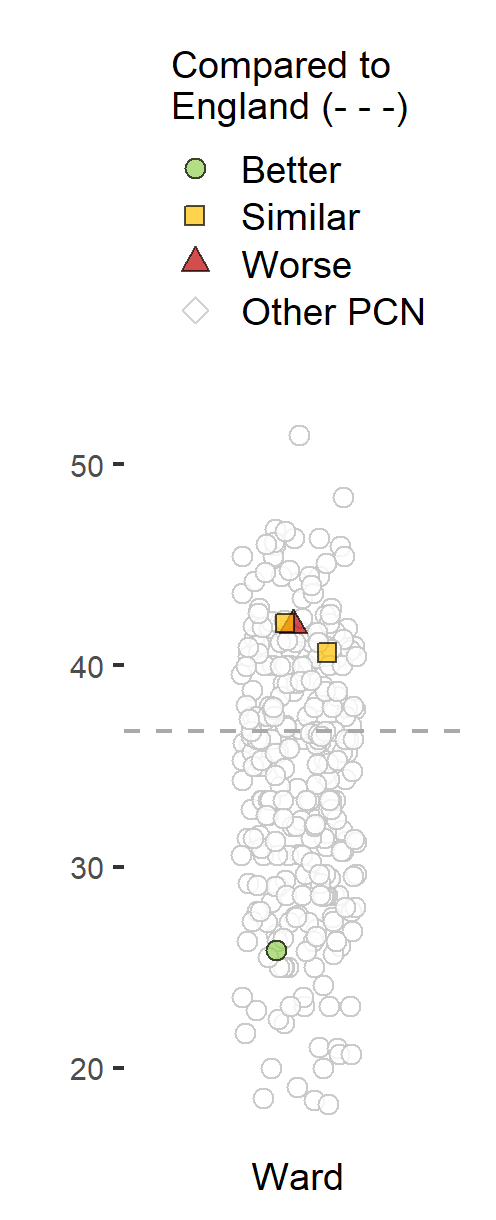 Compared to
England (- - -)
Better
Similar
Worse
Other PCN
50
40
30
20
Ward